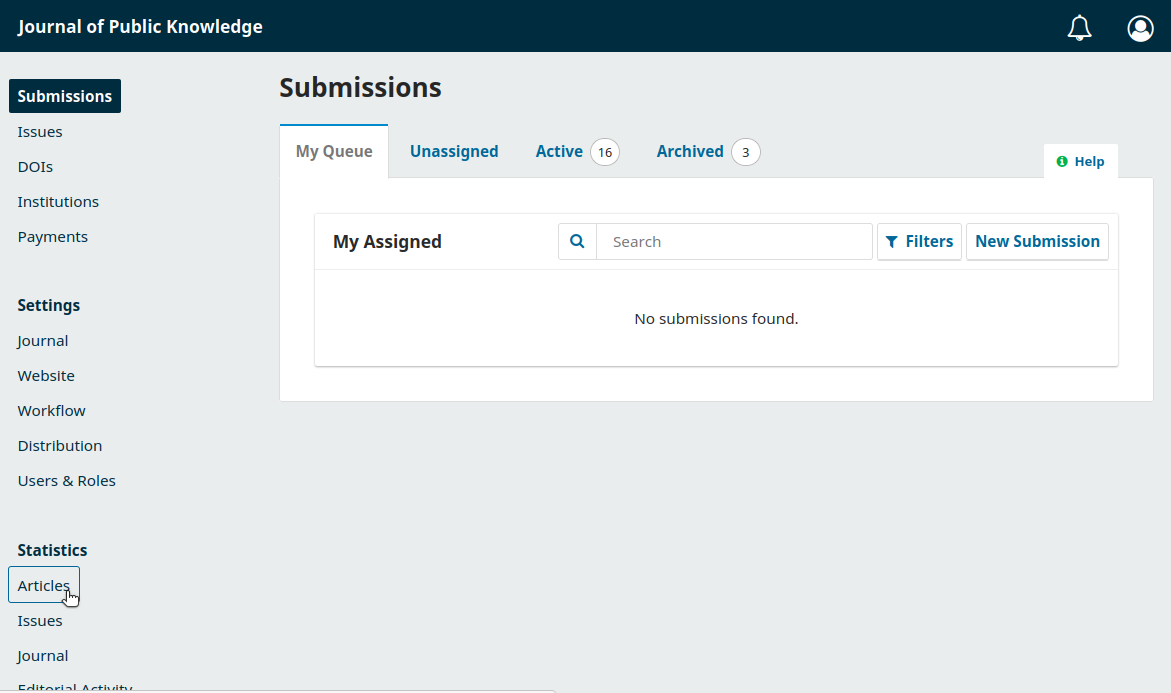 Journal of Public Knowledge
Submissions
Issues
DOIs
Institutions
Payments
Settings
Journal
Website
Workflow
Distribution
Users & Roles
Statistics
Articles
Issues
Journal
Editorial Activity
Submissions
My Queue
Unassigned
Active 16
Archived 3
Help
My Assigned
Search
Filters
New Submission
No submissions found.